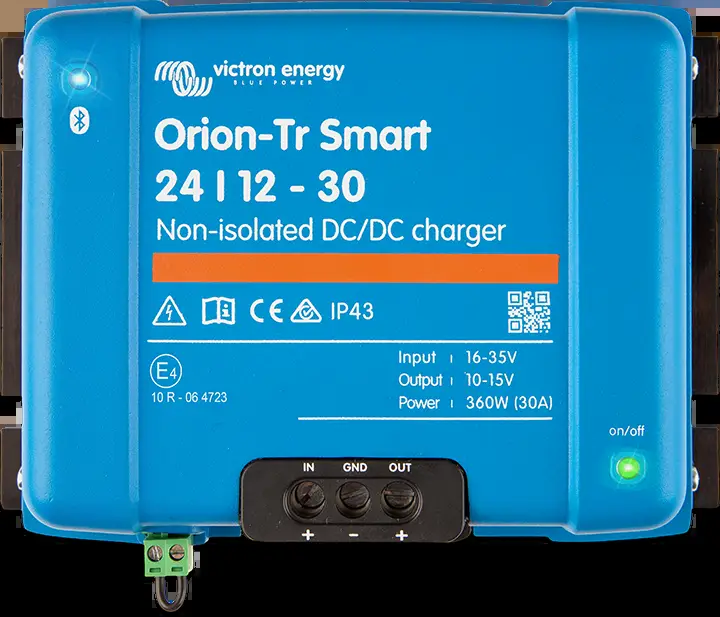 victron energy
BLUE POWER
Orion-Tr Smart
24 | 12 - 30
Non-isolated DC/DC charger
CE IP43
E4
10 R - 06 4723
Input | 16-35V
Output | 10-15V
Power | 360W (30A)
on/off
IN GND OUT
+ − +